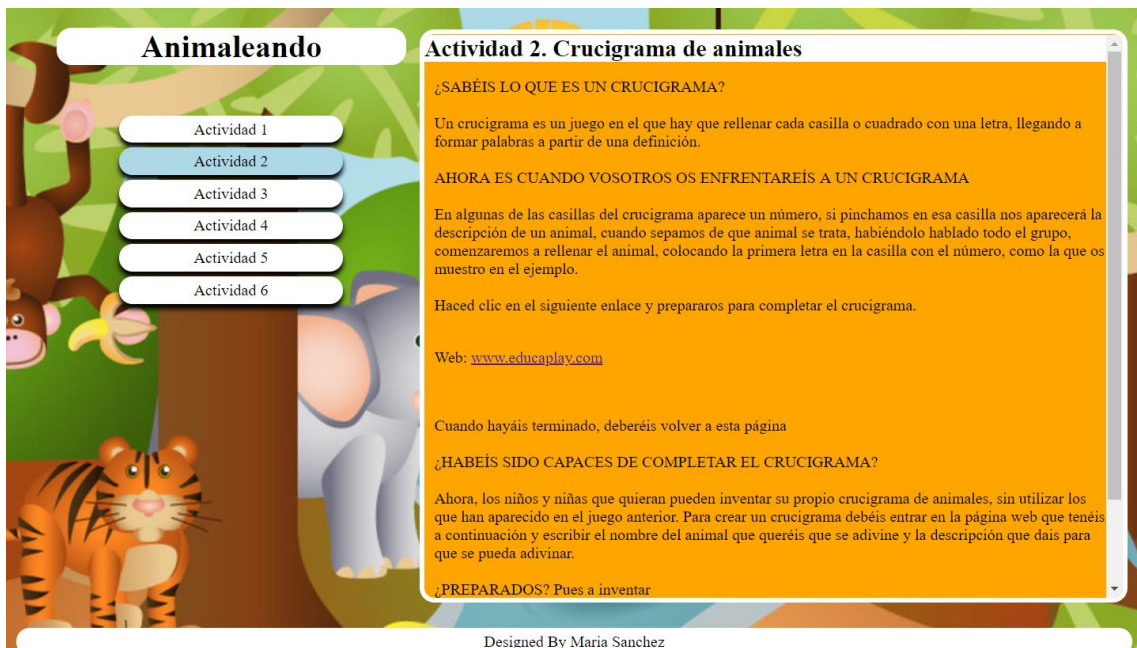 Animaleando
Actividad 1
Actividad 2
Actividad 3
Actividad 4
Actividad 5
Actividad 6
Actividad 2. Crucigrama de animales
¿SABÉIS LO QUE ES UN CRUCIGRAMA?
Un crucigrama es un juego en el que hay que rellenar cada casilla o cuadrado con una letra, llegando a
formar palabras a partir de una definición.
AHORA ES CUANDO VOSOTROS OS ENFRENTAREÍS A UN CRUCIGRAMA
En algunas de las casillas del crucigrama aparece un número, si pinchamos en esa casilla nos aparecerá la
descripción de un animal, cuando sepamos de que animal se trata, habiéndolo hablado todo el grupo,
comenzaremos a rellenar el animal, colocando la primera letra en la casilla con el número, como la que os
muestro en el ejemplo.
Haced clic en el siguiente enlace y prepararos para completar el crucigrama.
Web: www.educaplay.com
Cuando hayáis terminado, deberéis volver a esta página
¿HABEÍS SIDO CAPACES DE COMPLETAR EL CRUCIGRAMA?
Ahora, los niños y niñas que quieran pueden inventar su propio crucigrama de animales, sin utilizar los
que han aparecido en el juego anterior. Para crear un crucigrama debéis entrar en la página web que tenéis
a continuación y escribir el nombre del animal que queréis que se adivine y la descripción que dais para
que se pueda adivinar.
¿PREPARADOS? Pues a inventar
Designed By Maria Sanchez